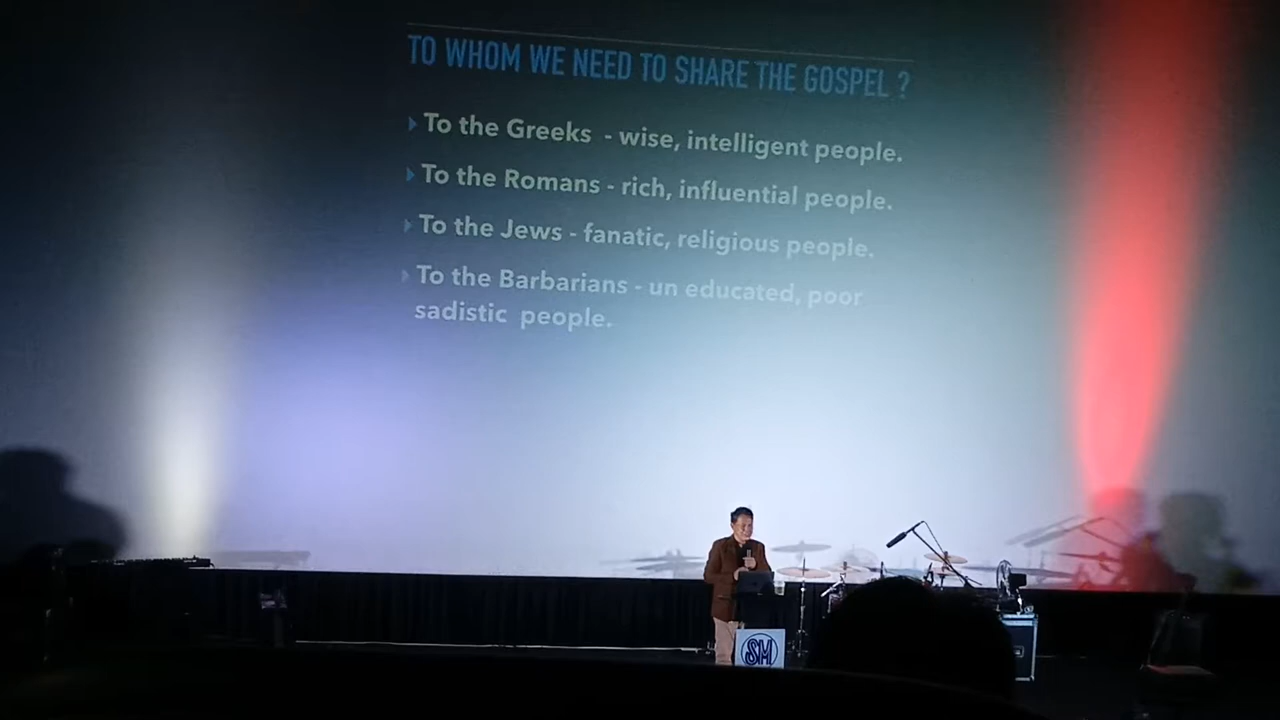 TO WHOM WE NEED TO SHARE THE GOSPEL ?
To the Greeks - wise, intelligent people.
To the Romans - rich, influential people.
To the Jews - fanatic, religious people.
To the Barbarians - un educated, poor
sadistic people.
SM